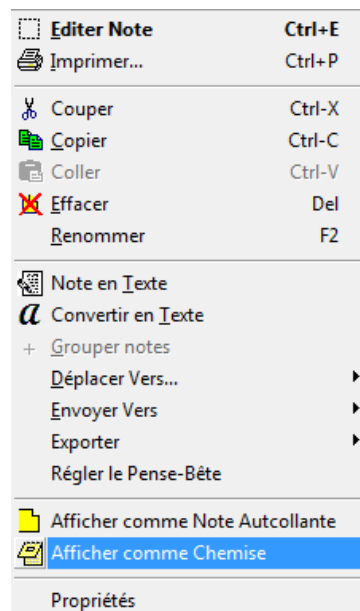 Editer Note Ctrl+E
Imprimer... Ctrl+P
Couper Ctrl-X
Copier Ctrl-C
Coller Ctrl-V
Effacer Del
Renommer F2
Note en Texte
Convertir en Texte
Grouper notes
Déplacer Vers...
Envoyer Vers
Exporter
Régler le Pense-Bête
Afficher comme Note Autcollante
Afficher comme Chemise
Propriétés